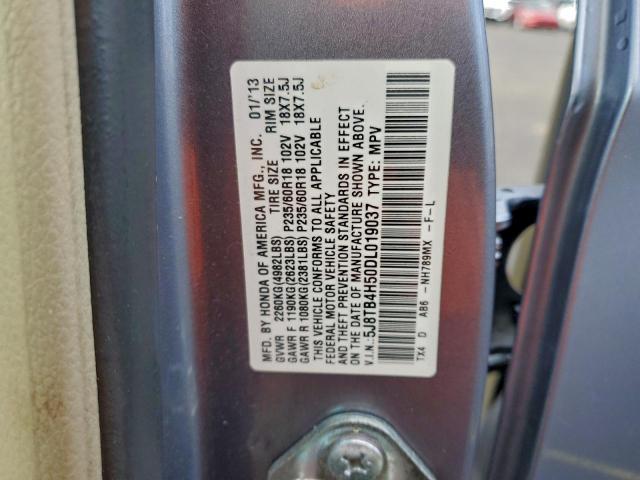 MFD. BY HONDA OF AMERICA MFG., INC. 01/'13
GVWR 2260KG(4982LBS) TIRE SIZE RIM SIZE
GAWR F 1190KG(2623LBS) P235/60R18 102V 18X7.5J
GAWR R 1080KG(2381LBS) P235/60R18 102V 18X7.5J
THIS VEHICLE CONFORMS TO ALL APPLICABLE
FEDERAL MOTOR VEHICLE SAFETY
AND THEFT PREVENTION STANDARDS IN EFFECT
ON THE DATE OF MANUFACTURE SHOWN ABOVE.
V.I.N.: 5J8TB4H50DL019037 TYPE: MPV
TX4 D AB6 -NH789MX -F-L